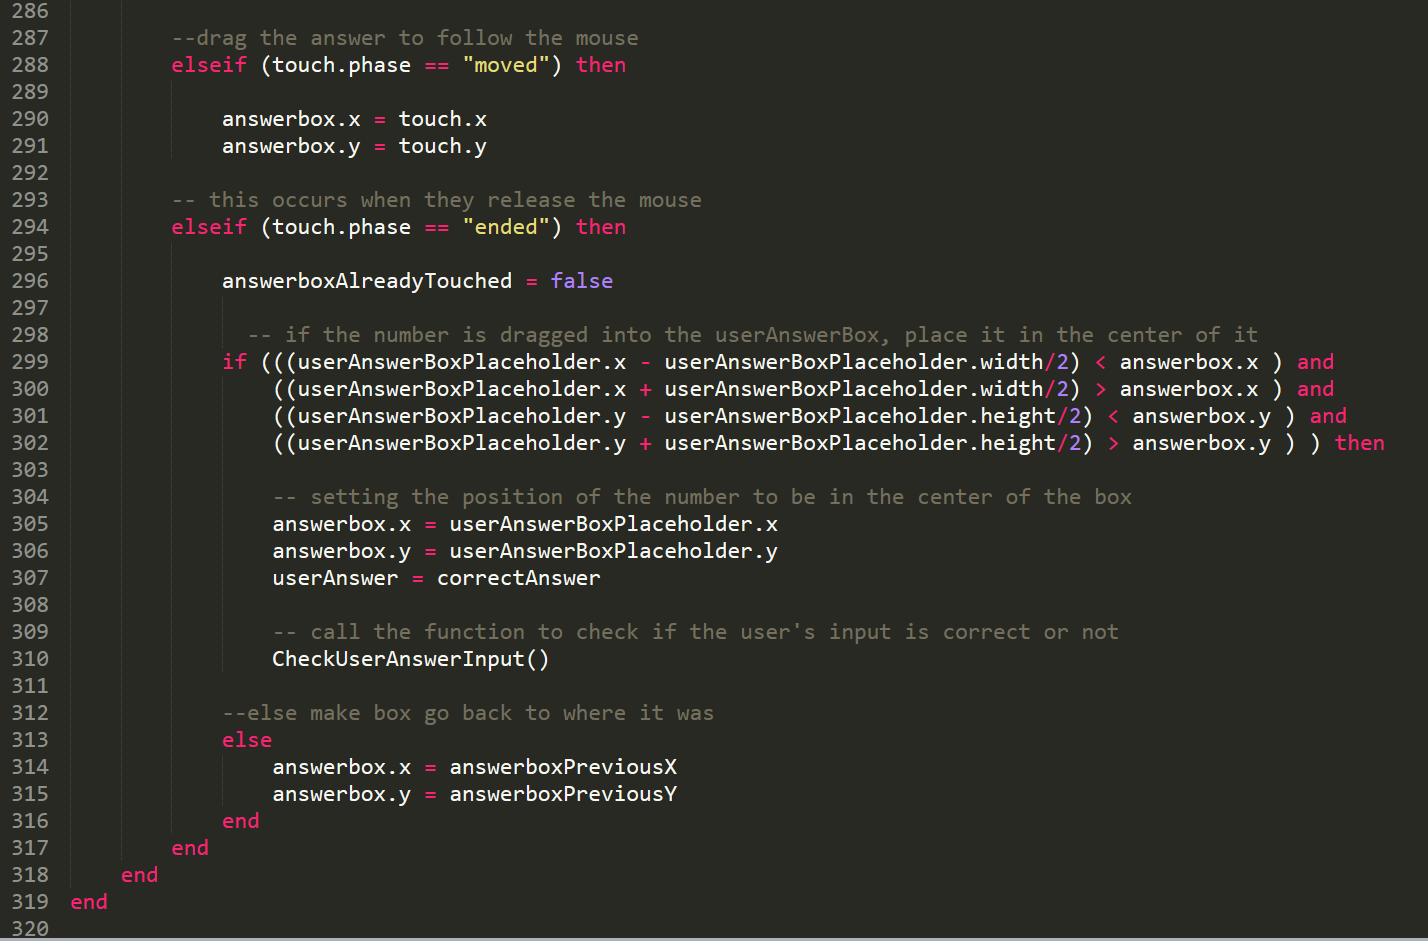 286
287 --drag the answer to follow the mouse
288 elseif (touch.phase == "moved") then
289
290 answerbox.x = touch.x
291 answerbox.y = touch.y
292
293 -- this occurs when they release the mouse
294 elseif (touch.phase == "ended") then
295
296 answerboxAlreadyTouched = false
297
298 -- if the number is dragged into the userAnswerBox, place it in the center of it
299 if (((userAnswerBoxPlaceholder.x - userAnswerBoxPlaceholder.width/2) < answerbox.x ) and
300 ((userAnswerBoxPlaceholder.x + userAnswerBoxPlaceholder.width/2) > answerbox.x ) and
301 ((userAnswerBoxPlaceholder.y - userAnswerBoxPlaceholder.height/2) < answerbox.y ) and
302 ((userAnswerBoxPlaceholder.y + userAnswerBoxPlaceholder.height/2) > answerbox.y ) ) then
303
304 -- setting the position of the number to be in the center of the box
305 answerbox.x = userAnswerBoxPlaceholder.x
306 answerbox.y = userAnswerBoxPlaceholder.y
307 userAnswer = correctAnswer
308
309 -- call the function to check if the user's input is correct or not
310 CheckUserAnswerInput()
311
312 --else make box go back to where it was
313 else
314 answerbox.x = answerboxPreviousX
315 answerbox.y = answerboxPreviousY
316 end
317 end
318 end
319 end
320